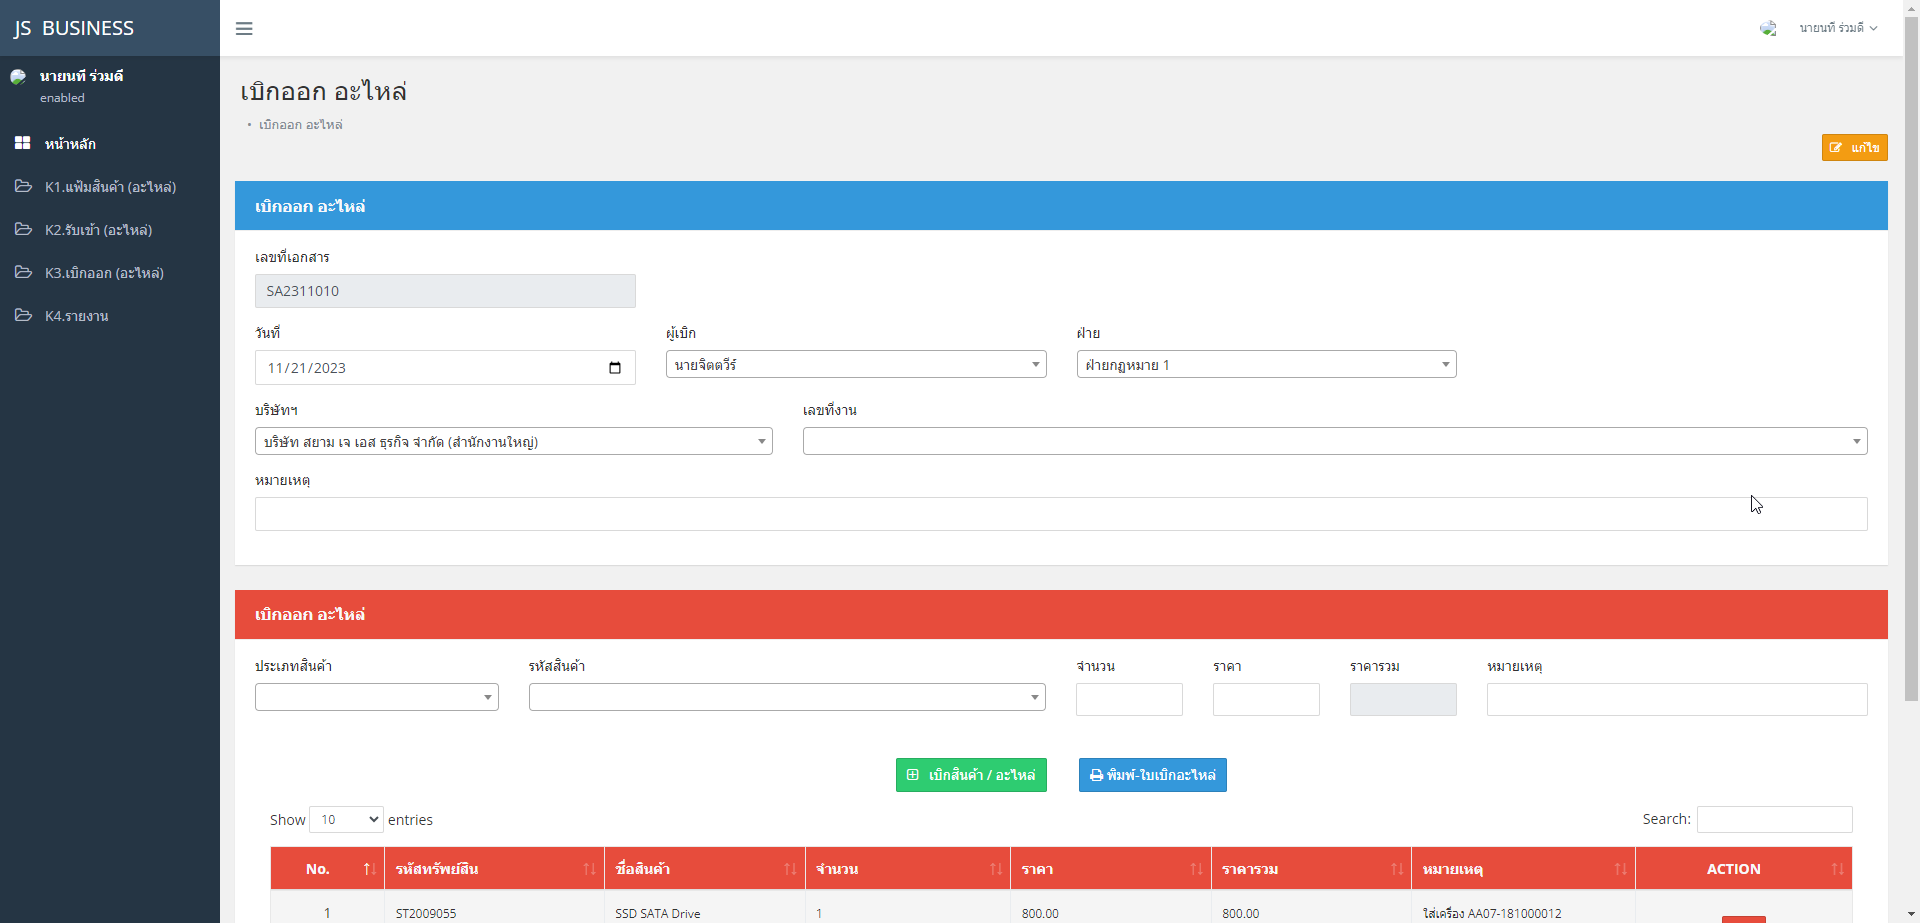 JS BUSINESS
นายนที ร่วมดี
นายนที ร่วมดี
enabled
หน้าหลัก
K1.แฟ้มสินค้า (อะไหล่)
K2.รับเข้า (อะไหล่)
K3.เบิกออก (อะไหล่)
K4.รายงาน
เบิกออก อะไหล่
• เบิกออก อะไหล่
แก้ไข
เบิกออก อะไหล่
เลขที่เอกสาร
SA2311010
วันที่ ผู้เบิก ฝ่าย
11/21/2023 นายจิตตวีร์ ฝ่ายกฎหมาย 1
บริษัทฯ เลขที่งาน
บริษัท สยาม เจ เอส ธุรกิจ จำกัด (สำนักงานใหญ่)
หมายเหตุ
เบิกออก อะไหล่
ประเภทสินค้า รหัสสินค้า จำนวน ราคา ราคารวม หมายเหตุ
เบิกสินค้า / อะไหล่ พิมพ์-ใบเบิกอะไหล่
Show 10 entries Search:
No. รหัสทรัพย์สิน ชื่อสินค้า จำนวน ราคา ราคารวม หมายเหตุ ACTION
1 ST2009055 SSD SATA Drive 1 800.00 800.00 ใส่เครื่อง AA07-181000012